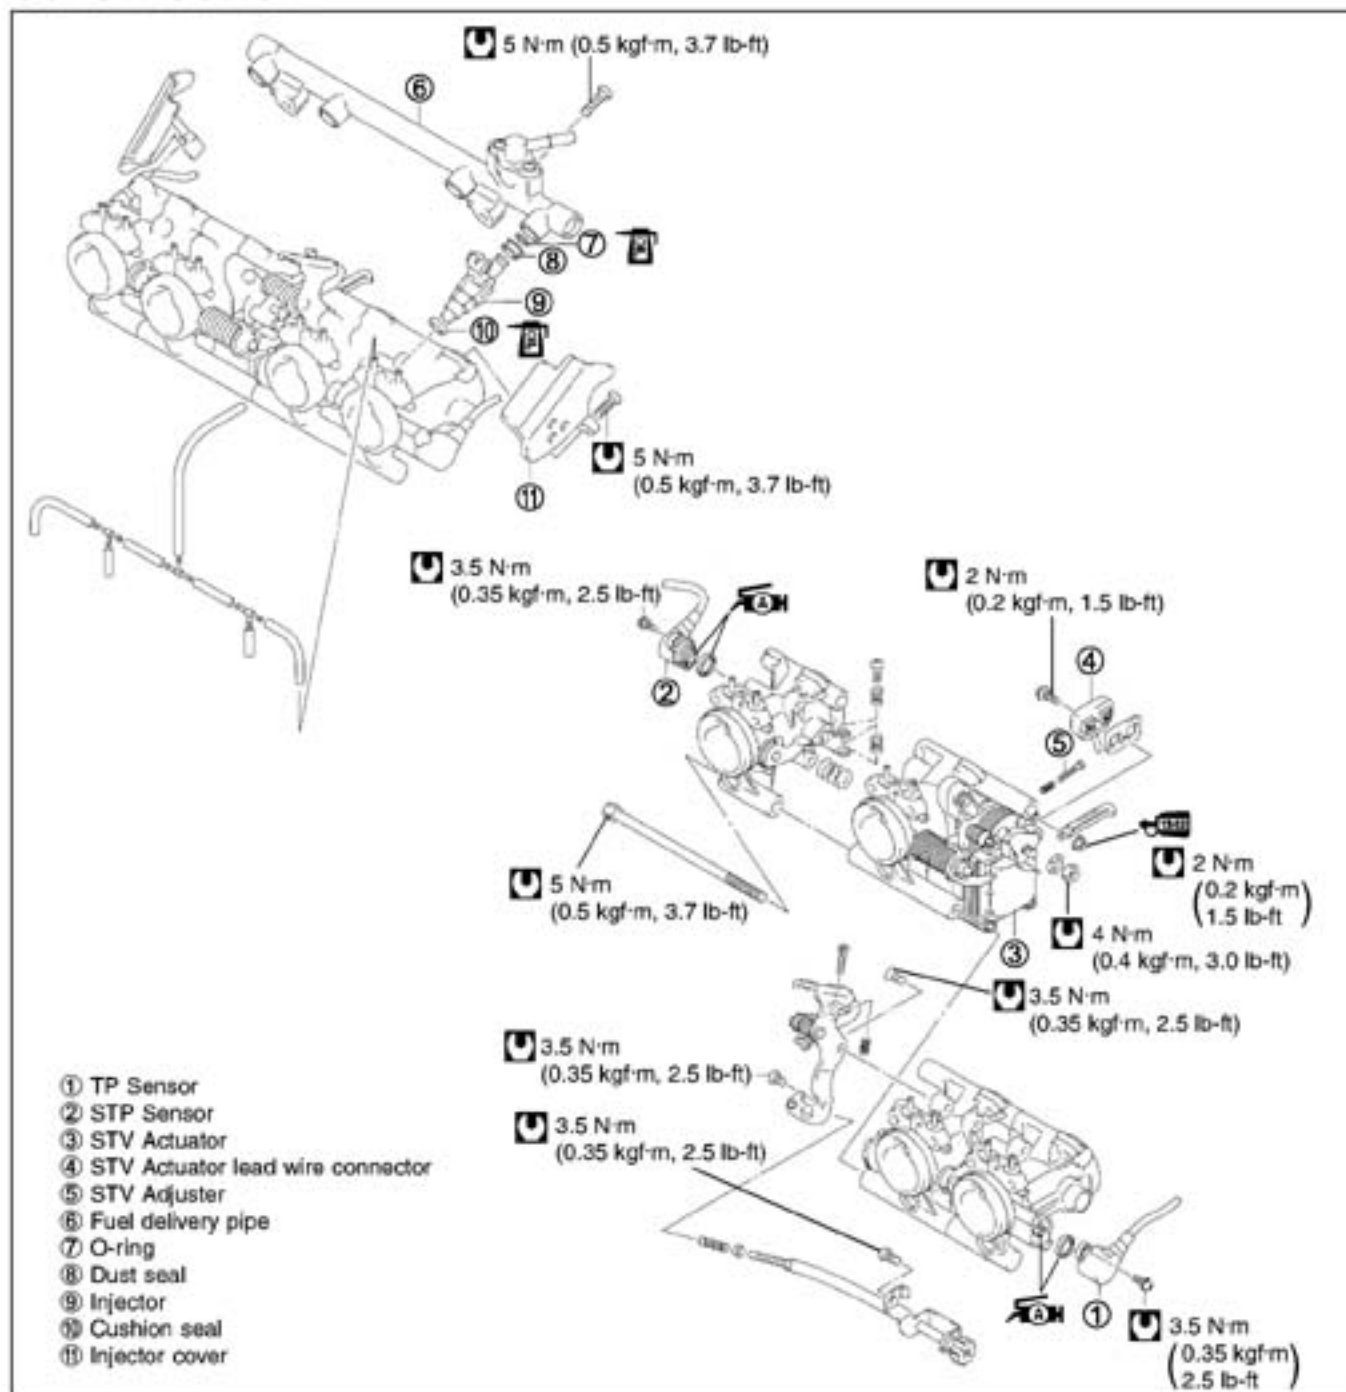 5 N·m (0.5 kgf-m, 3.7 lb-ft)
⑥
⑦
⑧
⑨
⑩
5 N·m
(0.5 kgf-m, 3.7 lb-ft)
⑪
3.5 N·m
(0.35 kgf-m, 2.5 lb-ft)
A
②
2 N·m
(0.2 kgf-m, 1.5 lb-ft)
④
⑤
5 N·m
(0.5 kgf-m, 3.7 lb-ft)
2 N·m
(0.2 kgf-m
1.5 lb-ft)
③
4 N·m
(0.4 kgf-m, 3.0 lb-ft)
3.5 N·m
(0.35 kgf-m, 2.5 lb-ft)
3.5 N·m
(0.35 kgf-m, 2.5 lb-ft)
3.5 N·m
(0.35 kgf-m, 2.5 lb-ft)
A
①
3.5 N·m
(0.35 kgf-m
2.5 lb-ft)
① TP Sensor
② STP Sensor
③ STV Actuator
④ STV Actuator lead wire connector
⑤ STV Adjuster
⑥ Fuel delivery pipe
⑦ O-ring
⑧ Dust seal
⑨ Injector
⑩ Cushion seal
⑪ Injector cover